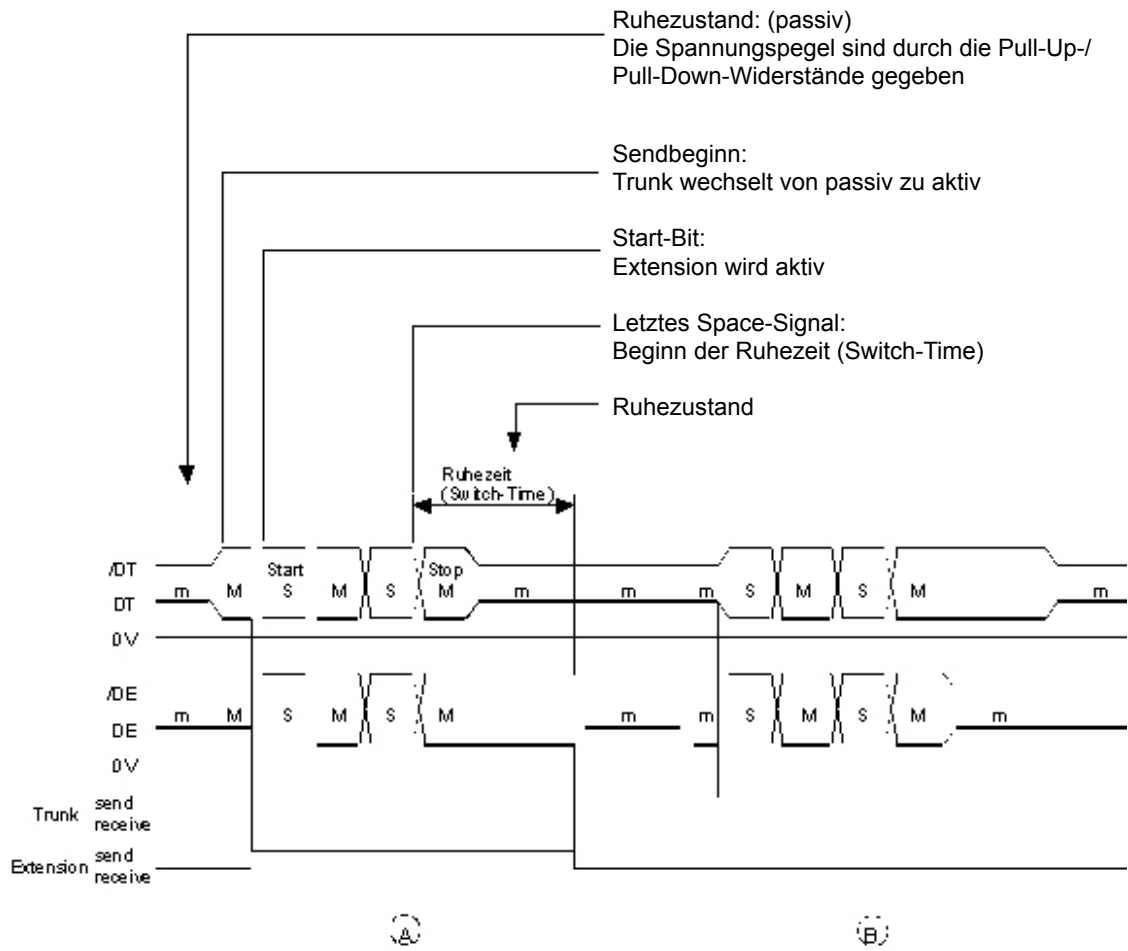 Ruhezustand: (passiv)
Die Spannungspegel sind durch die Pull-Up-/
Pull-Down-Widerstände gegeben
Sendbeginn:
Trunk wechselt von passiv zu aktiv
Start-Bit:
Extension wird aktiv
Letztes Space-Signal:
Beginn der Ruhezeit (Switch-Time)
Ruhezustand
Ruhezeit
(Switch-Time)
/DT
Start
Stop
m M S M S M m m m S M S M m
DT
0V
/DE
m M S M S M m m S M S M m
DE
0V
Trunk send
receive
Extension send
receive
A B